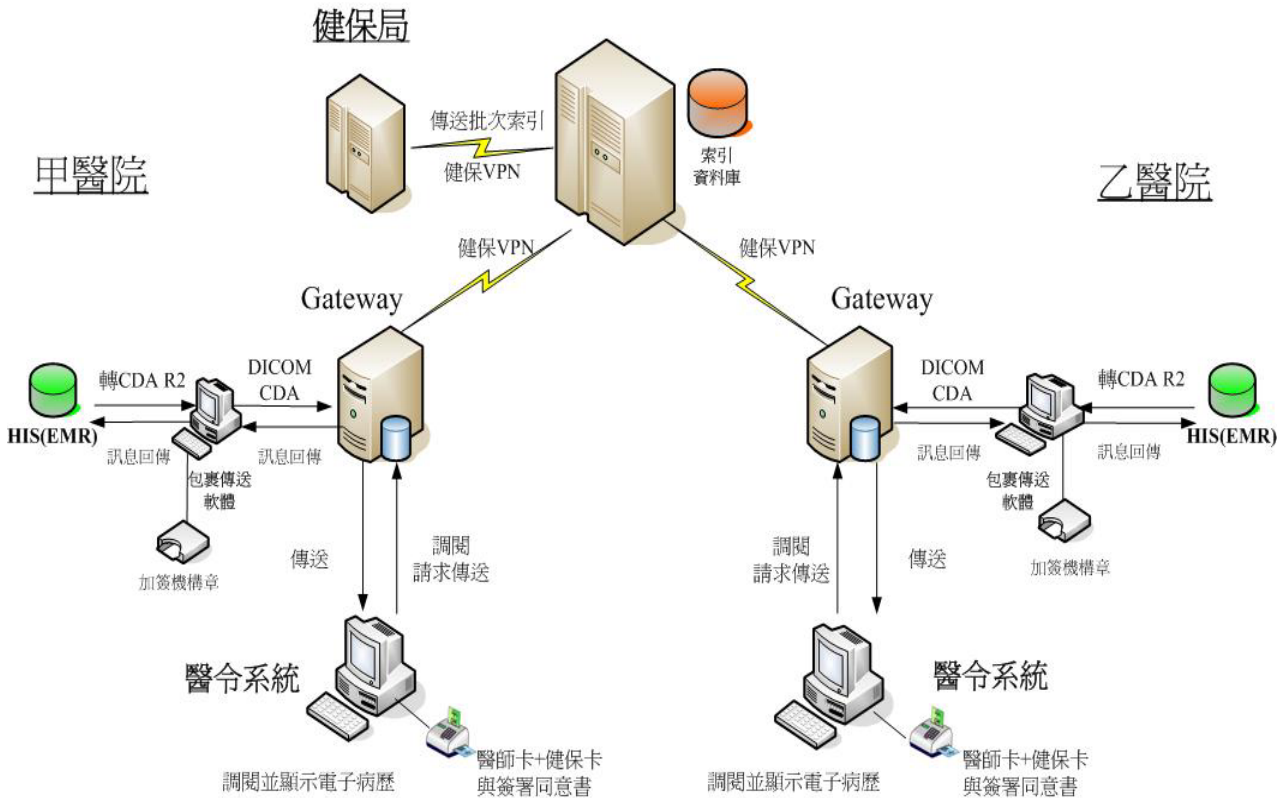 健保局
傳送批次索引
健保VPN
索引
資料庫
甲醫院
乙醫院
健保VPN
健保VPN
Gateway
Gateway
轉CDA R2
DICOM
CDA
HIS(EMR)
訊息回傳
訊息回傳
包裹傳送
軟體
加簽機構章
傳送
調閱
請求傳送
醫令系統
醫師卡+健保卡
與簽署同意書
調閱並顯示電子病歷
DICOM
CDA
轉CDA R2
HIS(EMR)
訊息回傳
訊息回傳
包裹傳送
軟體
加簽機構章
調閱
請求傳送
傳送
醫令系統
醫師卡+健保卡
與簽署同意書
調閱並顯示電子病歷